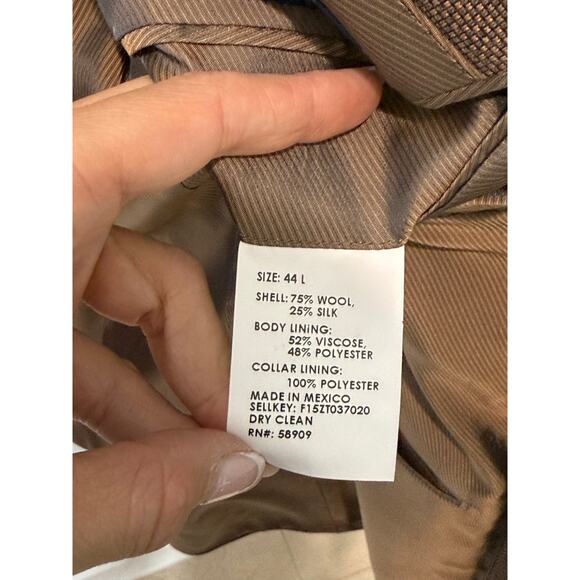 SIZE: 44 L
SHELL: 75% WOOL,
25% SILK
BODY LINING:
52% VISCOSE,
48% POLYESTER
COLLAR LINING:
100% POLYESTER
MADE IN MEXICO
SELLKEY: F15ZT037020
DRY CLEAN
RN#: 58909